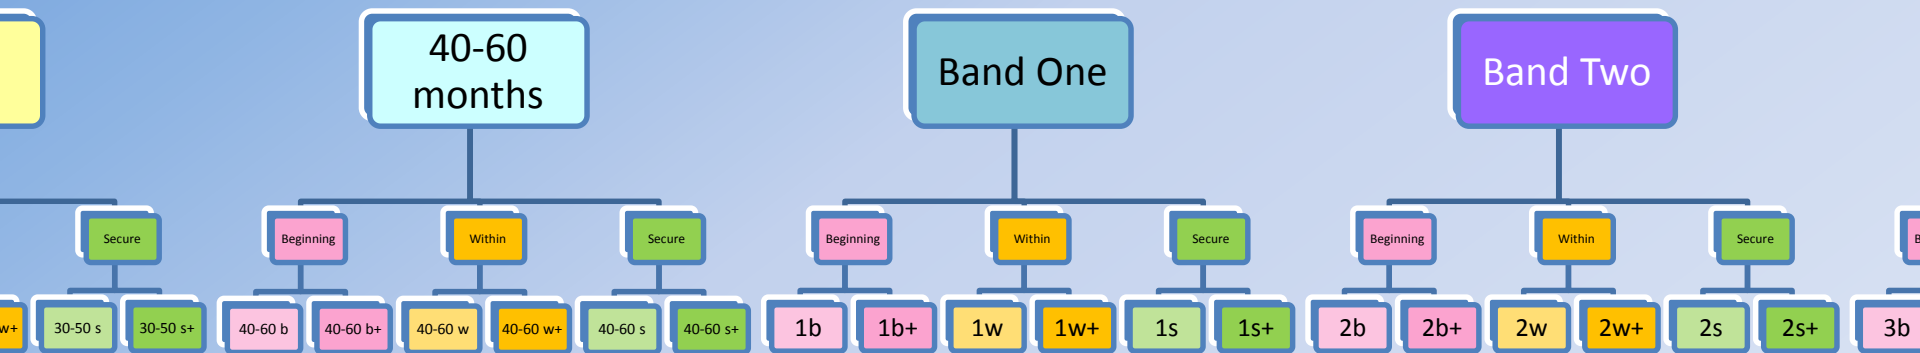 40-60
months
Band One
Band Two
Secure
Beginning
Within
Secure
Beginning
Within
Secure
Beginning
Within
Secure
w+
30-50 s
30-50 s+
40-60 b
40-60 b+
40-60 w
40-60 w+
40-60 s
40-60 s+
1b
1b+
1w
1w+
1s
1s+
2b
2b+
2w
2w+
2s
2s+
3b